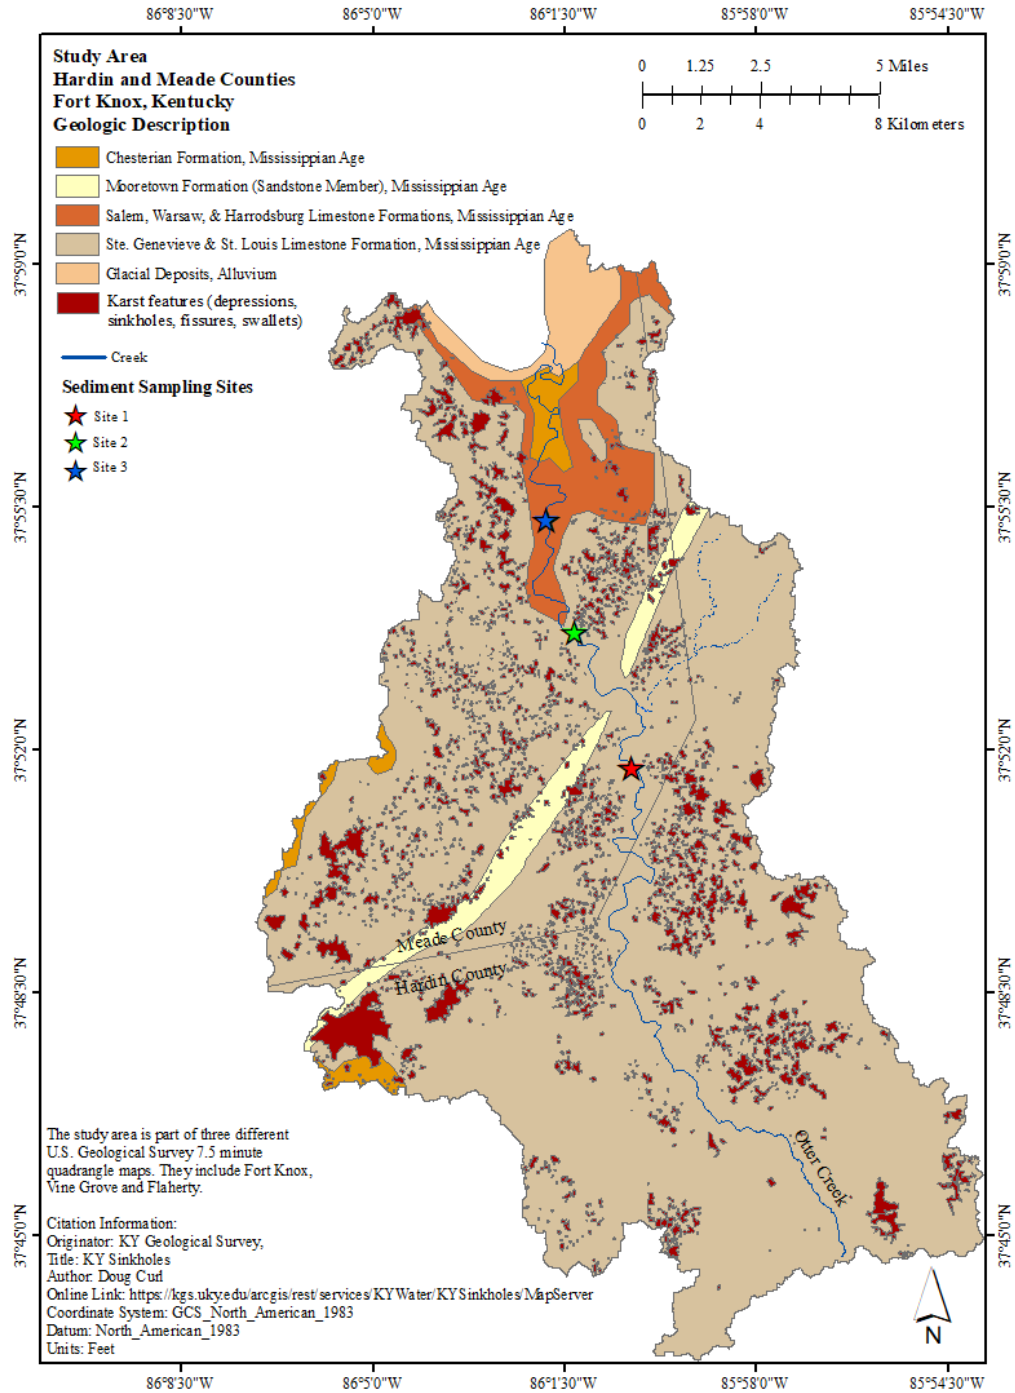 86°8'30"W 86°5'0"W 86°1'30"W 85°58'0"W 85°54'30"W
Study Area
Hardin and Meade Counties
Fort Knox, Kentucky
Geologic Description
0 1.25 2.5 5 Miles
0 2 4 8 Kilometers
Chesterian Formation, Mississippian Age
Mooretown Formation (Sandstone Member), Mississippian Age
Salem, Warsaw, & Harrodsburg Limestone Formations, Mississippian Age
Ste. Genevieve & St. Louis Limestone Formation, Mississippian Age
Glacial Deposits, Alluvium
Karst features (depressions,
sinkholes, fissures, swallets)
Creek
Sediment Sampling Sites
Site 1
Site 2
Site 3
37°59'0"N
37°59'0"N
37°55'30"N
37°55'30"N
37°52'0"N
37°52'0"N
Meade County
Hardin County
37°48'30"N
37°48'30"N
Otter Creek
37°45'0"N
37°45'0"N
The study area is part of three different
U.S. Geological Survey 7.5 minute
quadrangle maps. They include Fort Knox,
Vine Grove and Flaherty.
Citation Information:
Originator: KY Geological Survey,
Title: KY Sinkholes
Author: Doug Curl
Online Link: https://kgs.uky.edu/arcgis/rest/services/KYWater/KYSinkholes/MapServer
Coordinate System: GCS_North_American_1983
Datum: North_American_1983
Units: Feet
N
86°8'30"W 86°5'0"W 86°1'30"W 85°58'0"W 85°54'30"W